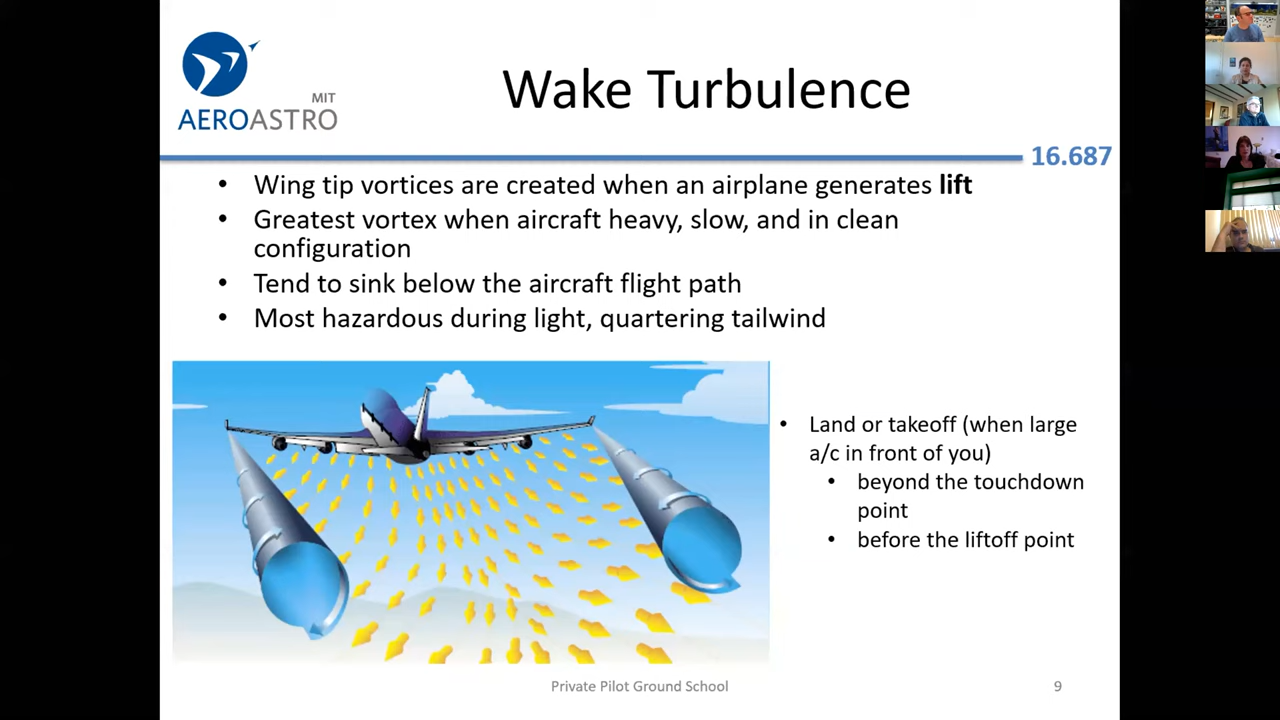 MIT
AEROASTRO
Wake Turbulence
16.687
• Wing tip vortices are created when an airplane generates lift
• Greatest vortex when aircraft heavy, slow, and in clean
configuration
• Tend to sink below the aircraft flight path
• Most hazardous during light, quartering tailwind
• Land or takeoff (when large
a/c in front of you)
• beyond the touchdown
point
• before the liftoff point
Private Pilot Ground School
9